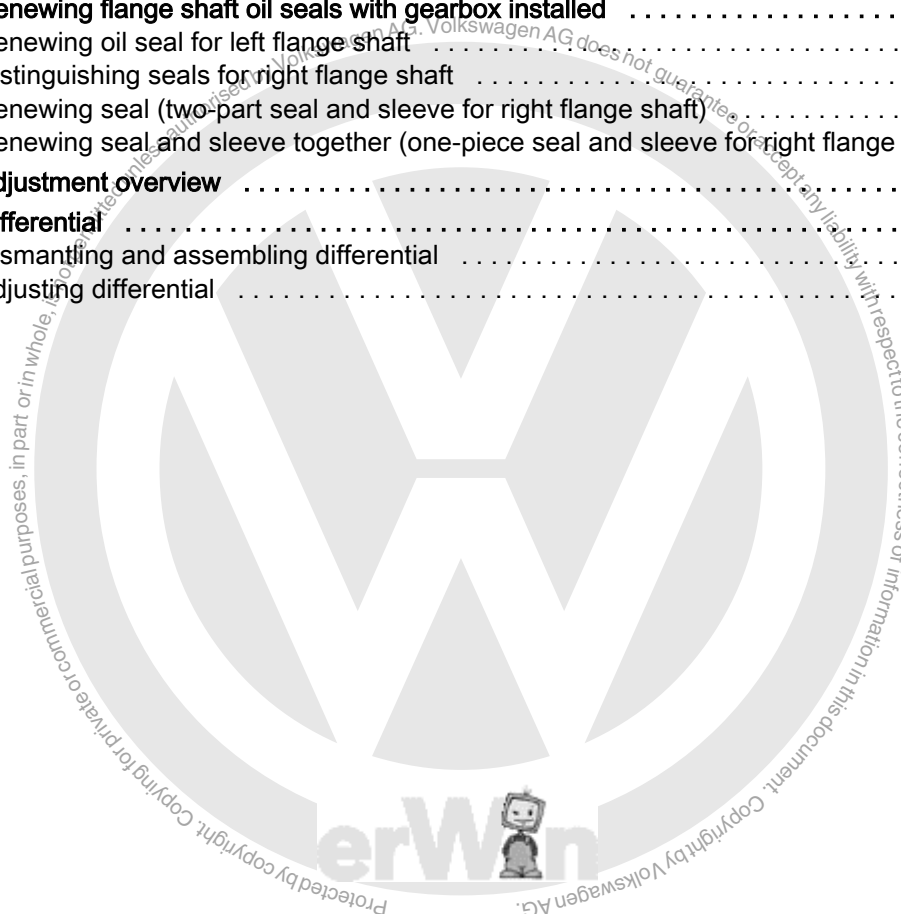 enewing flange shaft oil seals with gearbox installed . . . . . . . . . . . . . . . . . . .
enewing oil seal for left flange shaft . . . . . . . . . . . . . . . . . . . . . . . . . . . . . . . .
stinguishing seals for right flange shaft . . . . . . . . . . . . . . . . . . . . . . . . . . . . .
enewing seal (two-part seal and sleeve for right flange shaft) . . . . . . . . . . . .
enewing seal and sleeve together (one-piece seal and sleeve for right flange
djustment overview . . . . . . . . . . . . . . . . . . . . . . . . . . . . . . . . . . . . . . . . . . . . .
fferential . . . . . . . . . . . . . . . . . . . . . . . . . . . . . . . . . . . . . . . . . . . . . . . . . . . . .
smantling and assembling differential . . . . . . . . . . . . . . . . . . . . . . . . . . . . . .
djusting differential . . . . . . . . . . . . . . . . . . . . . . . . . . . . . . . . . . . . . . . . . . . . .
Protected by copyright. Copying for private or commercial purposes, in part or in whole, is not permitted unless authorised by Volkswagen AG. Volkswagen AG does not guarantee or accept any liability with respect to the correctness of information in this document. Copyright by Volkswagen AG.
erWin